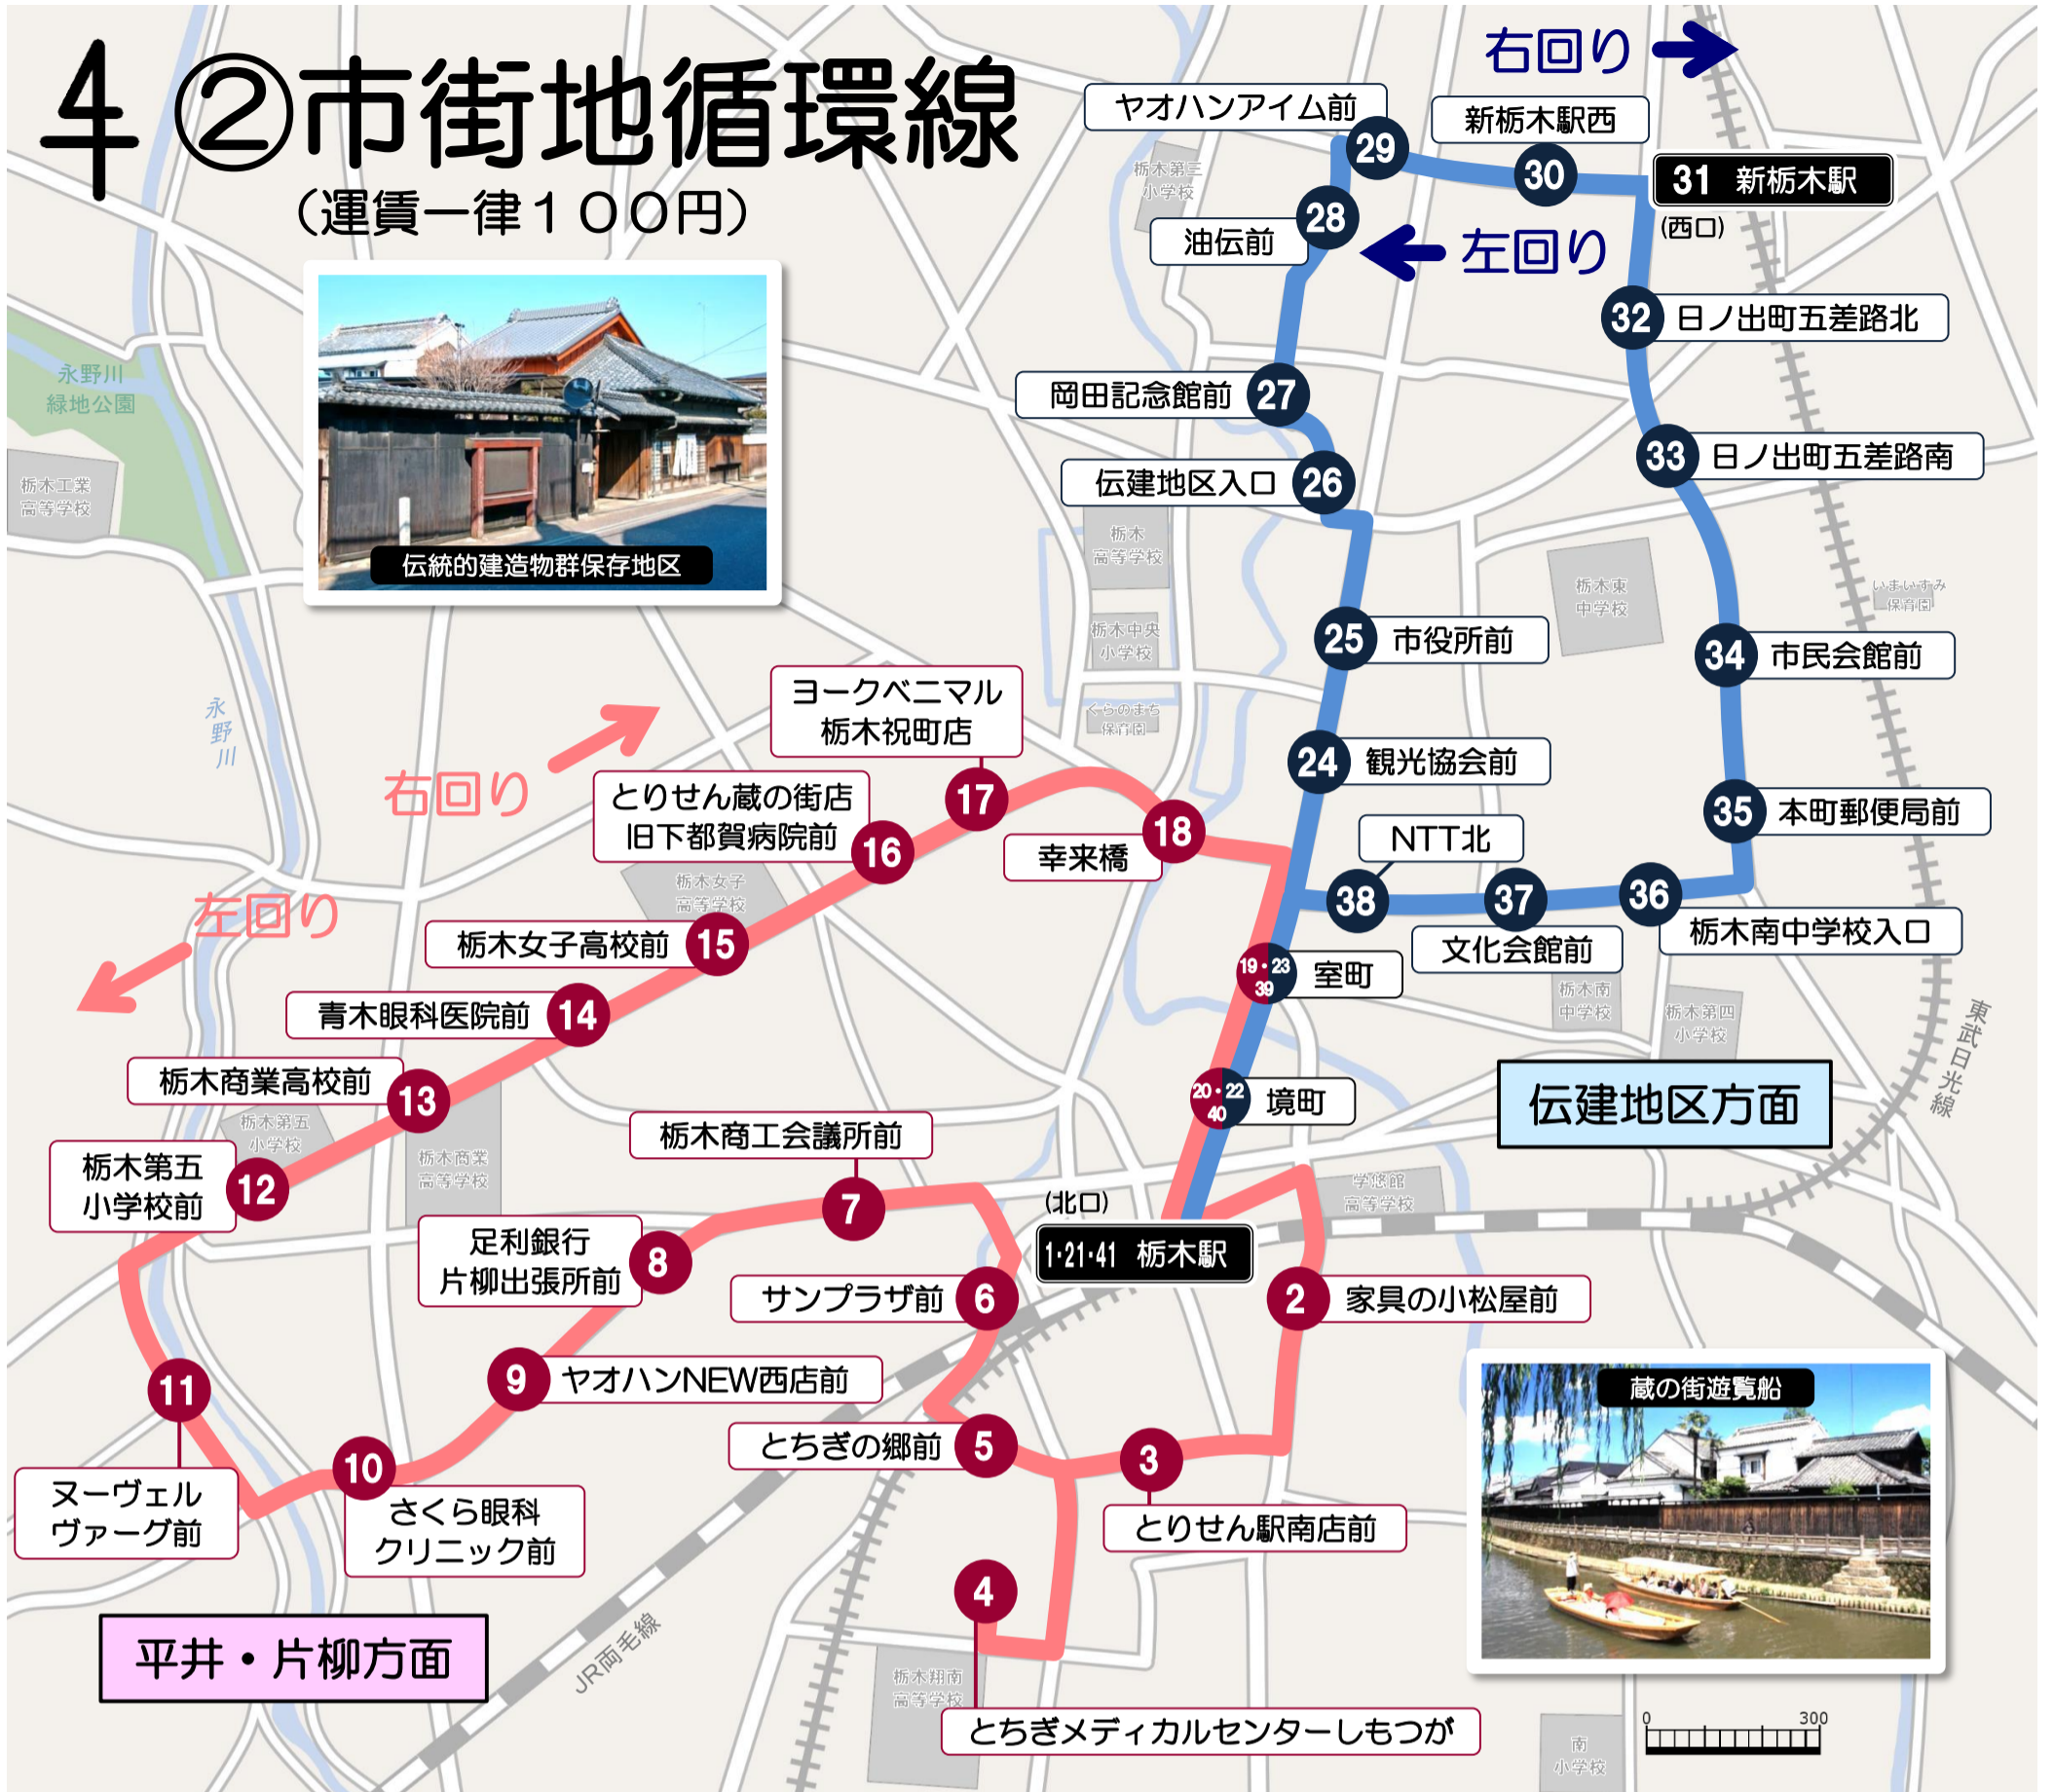 ②市街地循環線
（運賃一律１００円）
右回り
左回り
ヤオハンアイム前
29
新栃木駅西
30
31 新栃木駅
(西口)
油伝前
28
日ノ出町五差路北
32
岡田記念館前
27
日ノ出町五差路南
33
伝建地区入口
26
市役所前
25
市民会館前
34
観光協会前
24
本町郵便局前
35
NTT北
38
文化会館前
37
栃木南中学校入口
36
伝統的建造物群保存地区
右回り
左回り
ヨークベニマル
栃木祝町店
17
とりせん蔵の街店
旧下都賀病院前
16
幸来橋
18
栃木女子高校前
15
青木眼科医院前
14
栃木商業高校前
13
栃木第五
小学校前
12
19・23
39
室町
20・22
40
境町
伝建地区方面
栃木商工会議所前
7
(北口)
1・21・41 栃木駅
足利銀行
片柳出張所前
8
サンプラザ前
6
2
家具の小松屋前
9
ヤオハンNEW西店前
11
ヌーヴェル
ヴァーグ前
10
さくら眼科
クリニック前
とちぎの郷前
5
3
とりせん駅南店前
4
とちぎメディカルセンターしもつが
蔵の街遊覧船
平井・片柳方面
JR両毛線
東武日光線
永野川
緑地公園
永野川
栃木工業
高等学校
栃木第三
小学校
栃木
高等学校
栃木中央
小学校
くらのまち
保育園
栃木東
中学校
いまいずみ
保育園
栃木女子
高等学校
栃木第五
小学校
栃木商業
高等学校
栃木南
中学校
栃木第四
小学校
学悠館
高等学校
栃木翔南
高等学校
南
小学校
0
300